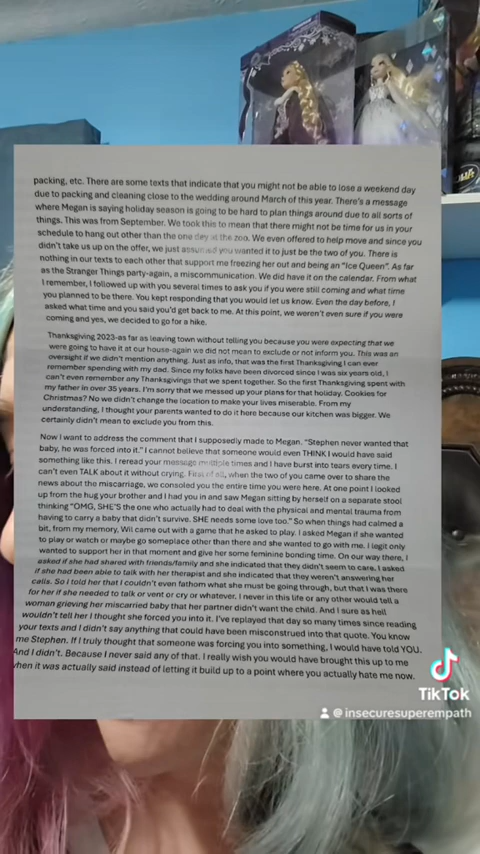 packing, etc. There are some texts that indicate that you might not be able to lose a weekend day
due to packing and cleaning close to the wedding around March of this year. There's a message
where Megan is saying holiday season is going to be hard to plan things around due to all sorts of
things. This was from September. We took this to mean that there might not be time for us in your
schedule to hang out other than the one day at the zoo. We even offered to help move and since you
didn't take us up on the offer, we just assumed you wanted it to just be the two of you. There is
nothing in our texts to each other that support me freezing her out and being an "Ice Queen". As far
as the Stranger Things party-again, a miscommunication. We did have it on the calendar. From what
I remember, I followed up with you several times to ask you if you were still coming and what time
you planned to be there. You kept responding that you would let us know. Even the day before, I
asked what time and you said you'd get back to me. At this point, we weren't even sure if you were
coming and yes, we decided to go for a hike.
Thanksgiving 2023-as far as leaving town without telling you because you were expecting that we
were going to have it at our house-again we did not mean to exclude or not inform you. This was an
oversight if we didn't mention anything. Just as info, that was the first Thanksgiving I can ever
remember spending with my dad. Since my folks have been divorced since I was six years old, I
can't even remember any Thanksgivings that we spent together. So the first Thanksgiving spent with
my father in over 35 years. I'm sorry that we messed up your plans for that holiday. Cookies for
Christmas? No we didn't change the location to make your lives miserable. From my
understanding, I thought your parents wanted to do it here because our kitchen was bigger. We
certainly didn't mean to exclude you from this.
Now I want to address the comment that I supposedly made to Megan. "Stephen never wanted that
baby, he was forced into it." I cannot believe that someone would even THINK I would have said
something like this. I reread your message multiple times and I have burst into tears every time. I
can't even TALK about it without crying. First of all, when the two of you came over to share the
news about the miscarriage, we consoled you the entire time you were here. At one point I looked
up from the hug your brother and I had you in and saw Megan sitting by herself on a separate stool
thinking "OMG, SHE'S the one who actually had to deal with the physical and mental trauma from
having to carry a baby that didn't survive. SHE needs some love too." So when things had calmed a
bit, from my memory, Wil came out with a game that he asked to play. I asked Megan if she wanted
to play or watch or maybe go someplace other than there and she wanted to go with me. I legit only
wanted to support her in that moment and give her some feminine bonding time. On our way there, I
asked if she had shared with friends/family and she indicated that they didn't seem to care. I asked
if she had been able to talk with her therapist and she indicated that they weren't answering her
calls. So I told her that I couldn't even fathom what she must be going through, but that I was there
for her if she needed to talk or vent or cry or whatever. I never in this life or any other would tell a
woman grieving her miscarried baby that her partner didn't want the child. And I sure as hell
wouldn't tell her I thought she forced you into it. I've replayed that day so many times since reading
your texts and I didn't say anything that could have been misconstrued into that quote. You know
me Stephen. If I truly thought that someone was forcing you into something, I would have told YOU.
And I didn't. Because I never said any of that. I really wish you would have brought this up to me
when it was actually said instead of letting it build up to a point where you actually hate me now.
TikTok
@insecuresuperempath